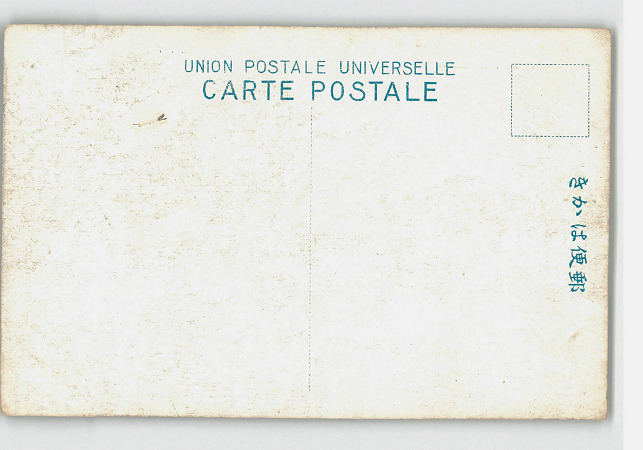 UNION POSTALE UNIVERSELLE
CARTE POSTALE
きかは便郵